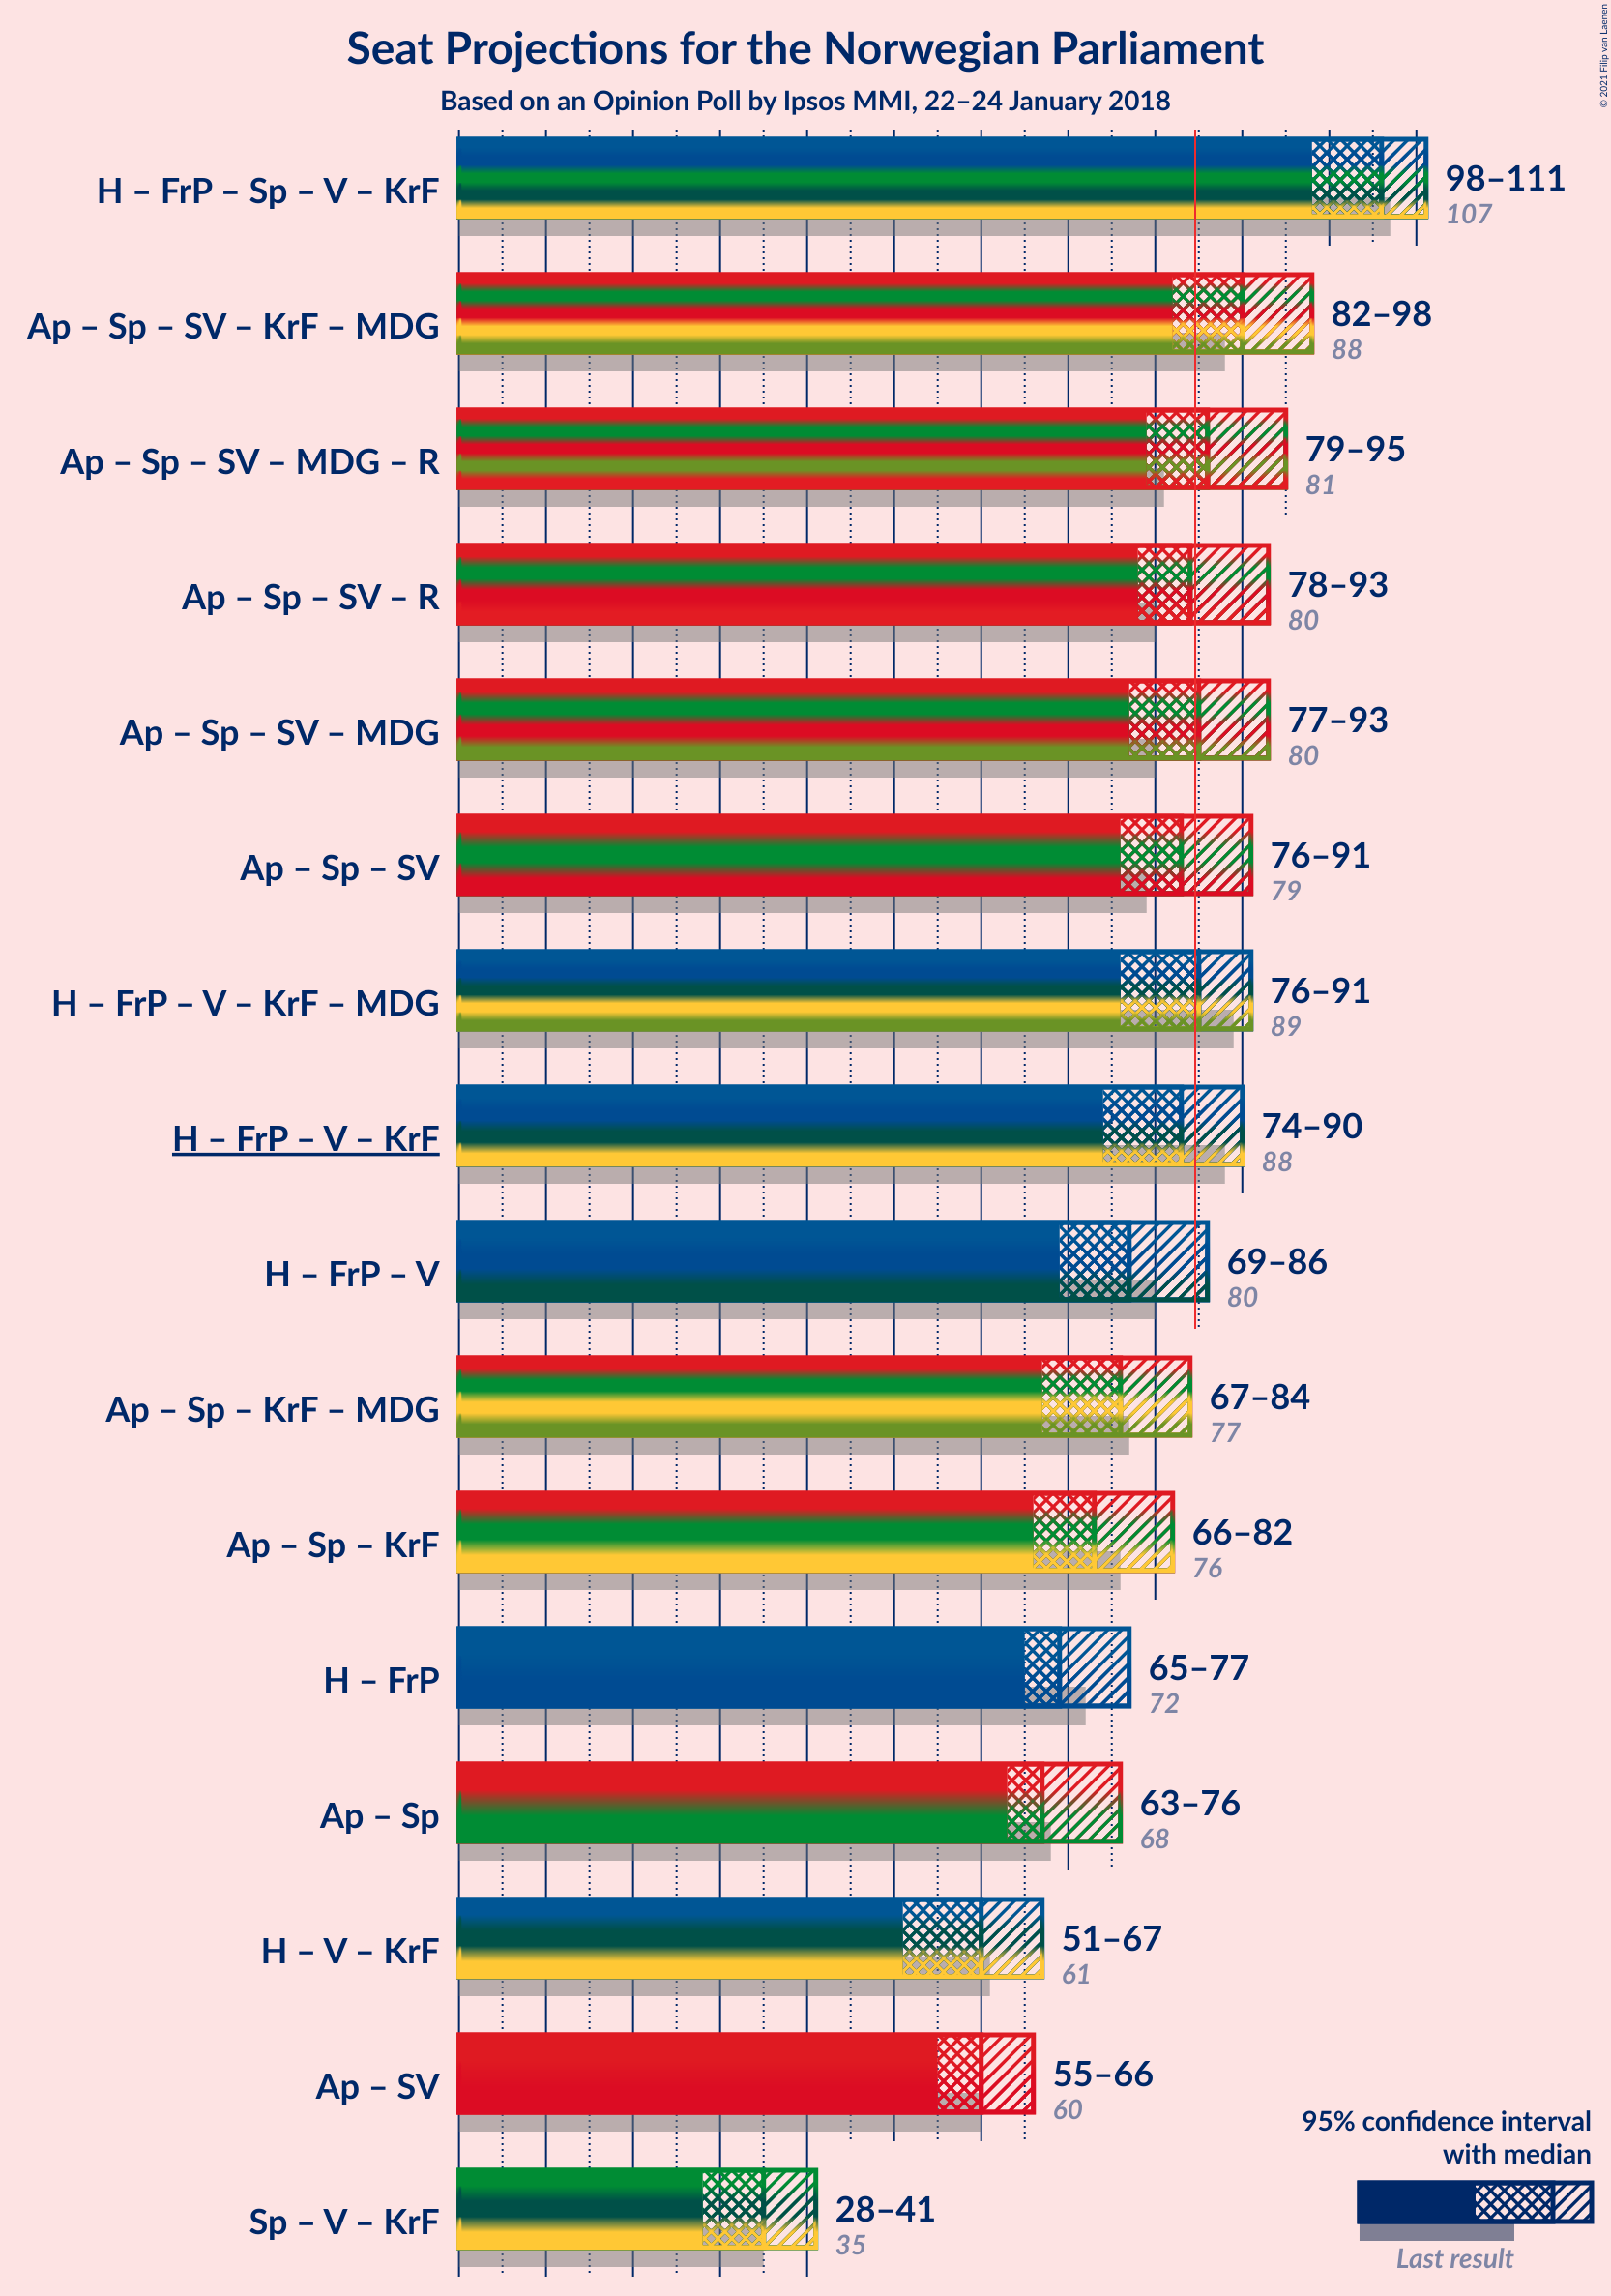 Seat Projections for the Norwegian Parliament
Based on an Opinion Poll by Ipsos MMI, 22–24 January 2018
© 2021 Filip van Laenen
H – FrP – Sp – V – KrF
98–111
107
Ap – Sp – SV – KrF – MDG
82–98
88
Ap – Sp – SV – MDG – R
79–95
81
Ap – Sp – SV – R
78–93
80
Ap – Sp – SV – MDG
77–93
80
Ap – Sp – SV
76–91
79
H – FrP – V – KrF – MDG
76–91
89
H – FrP – V – KrF
74–90
88
H – FrP – V
69–86
80
Ap – Sp – KrF – MDG
67–84
77
Ap – Sp – KrF
66–82
76
H – FrP
65–77
72
Ap – Sp
63–76
68
H – V – KrF
51–67
61
Ap – SV
55–66
60
Sp – V – KrF
28–41
35
95% confidence interval
with median
Last result